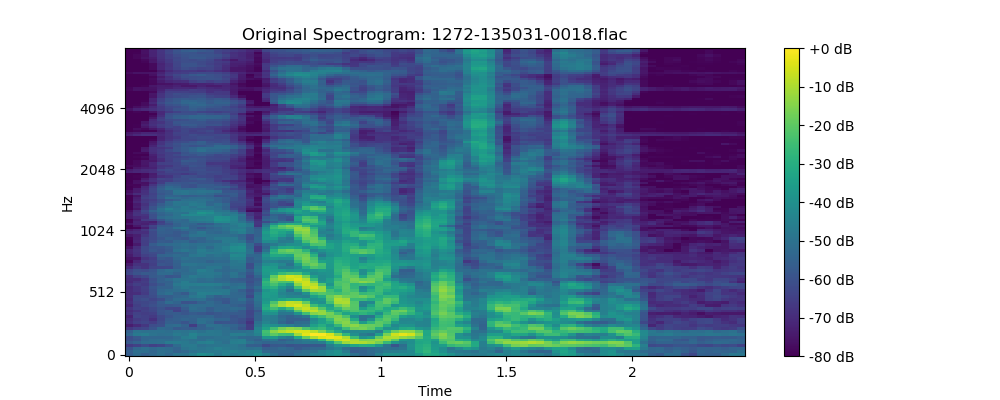 Original Spectrogram: 1272-135031-0018.flac
Hz
4096
2048
1024
512
0
0
0.5
1
1.5
2
Time
+0 dB
-10 dB
-20 dB
-30 dB
-40 dB
-50 dB
-60 dB
-70 dB
-80 dB